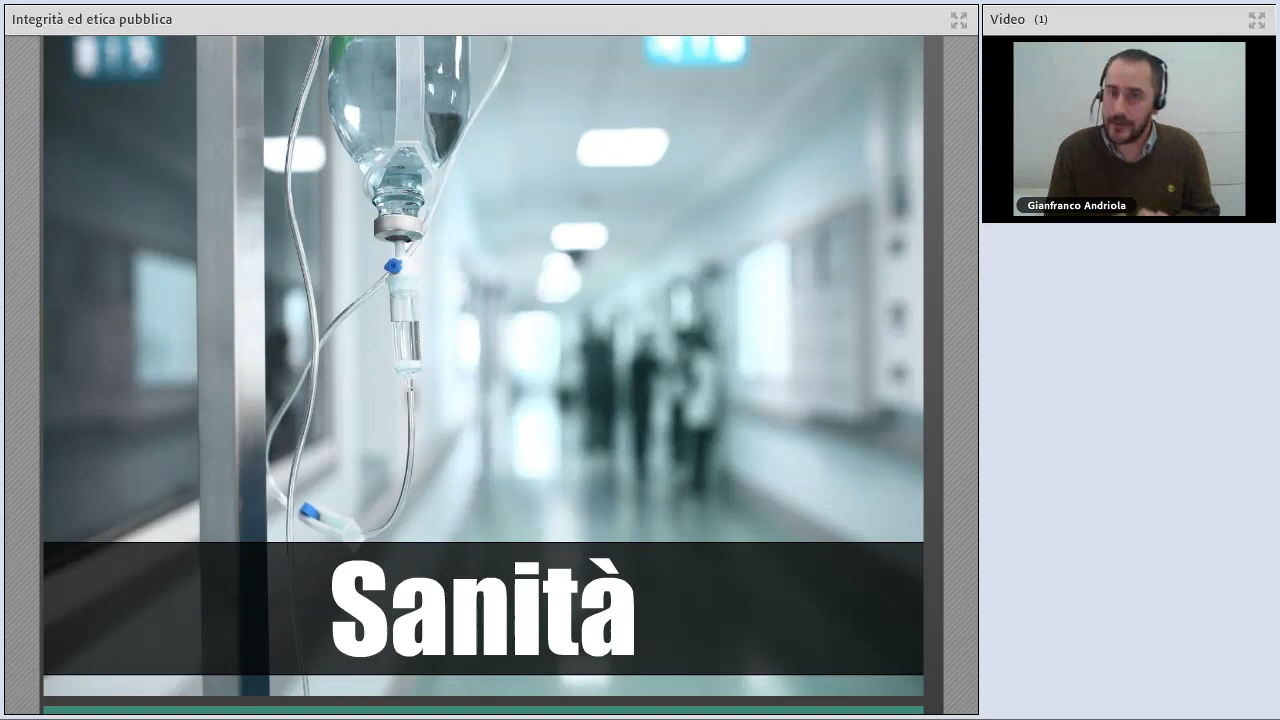 Integrità ed etica pubblica
Video (1)
Gianfranco Andriola
Sanità